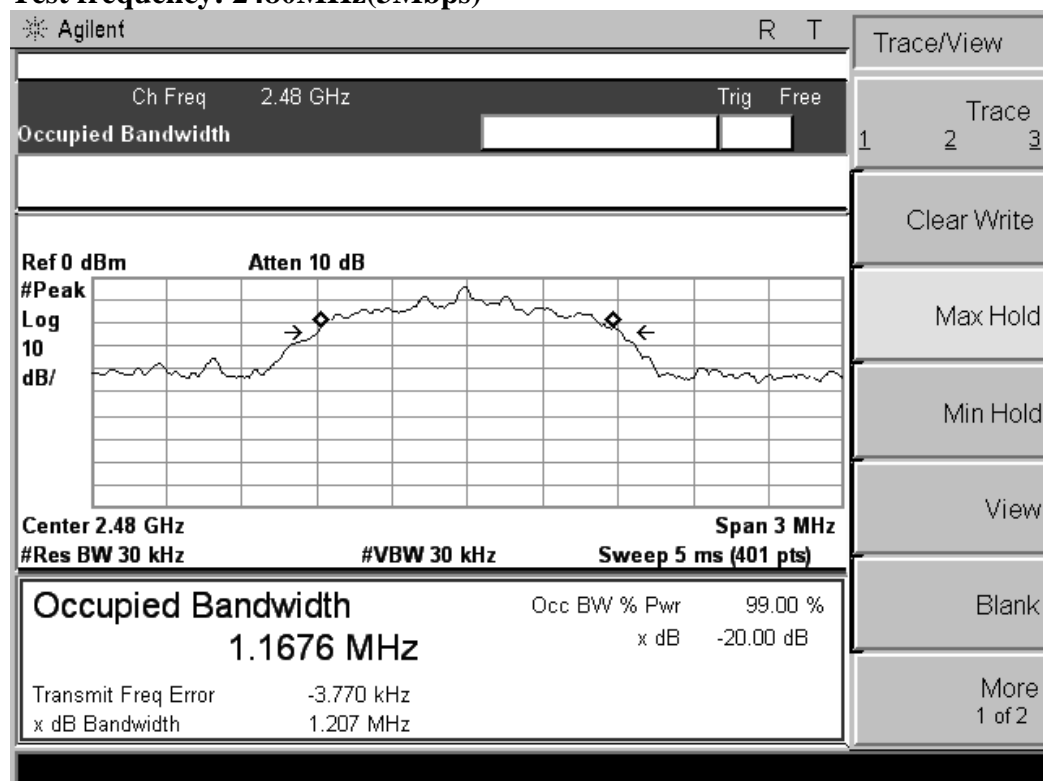 Test frequency: 2480MHz(3Mbps)
Agilent R T
Trace/View
Ch Freq 2.48 GHz Trig Free
Occupied Bandwidth
Trace
1 2 3
Clear Write
Max Hold
Min Hold
View
Blank
More
1 of 2
Ref 0 dBm Atten 10 dB
#Peak
Log
10
dB/
Center 2.48 GHz Span 3 MHz
#Res BW 30 kHz #VBW 30 kHz Sweep 5 ms (401 pts)
Occupied Bandwidth Occ BW % Pwr 99.00 %
1.1676 MHz x dB -20.00 dB
Transmit Freq Error -3.770 kHz
x dB Bandwidth 1.207 MHz